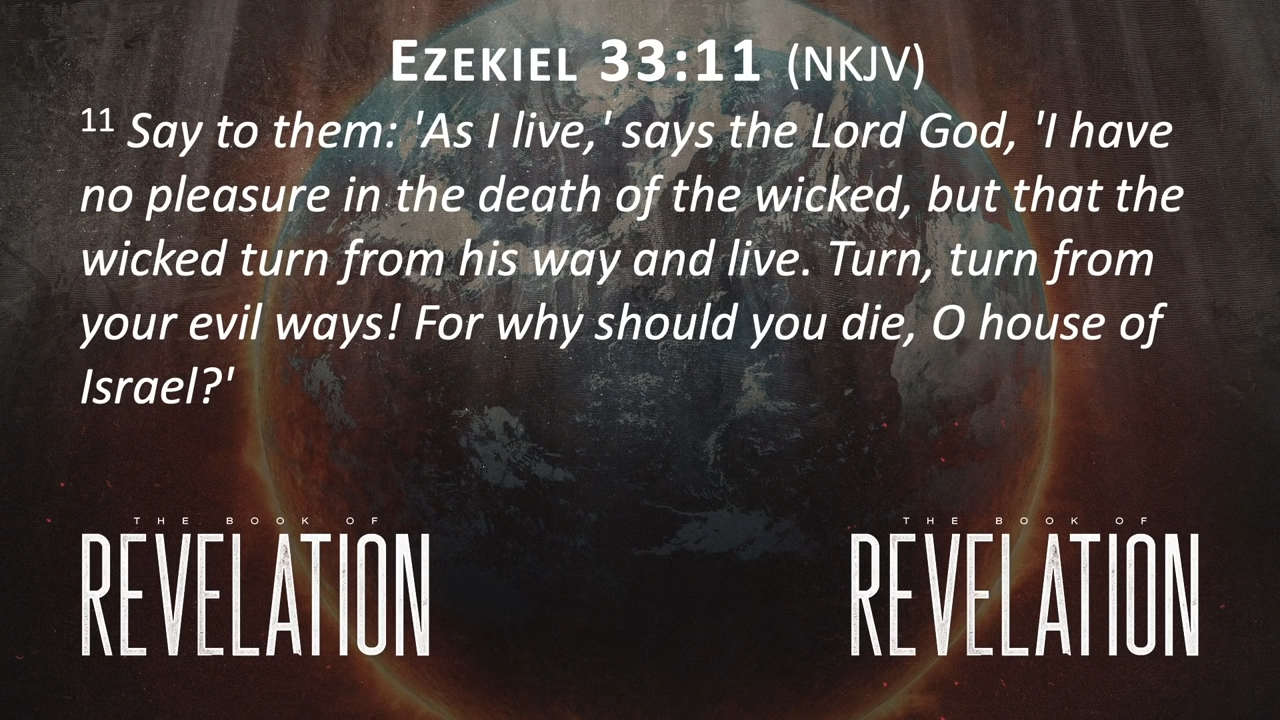 EZEKIEL 33:11 (NKJV)
11 Say to them: 'As I live,' says the Lord God, 'I have
no pleasure in the death of the wicked, but that the
wicked turn from his way and live. Turn, turn from
your evil ways! For why should you die, O house of
Israel?'
THE BOOK OF
REVELATION
THE BOOK OF
REVELATION